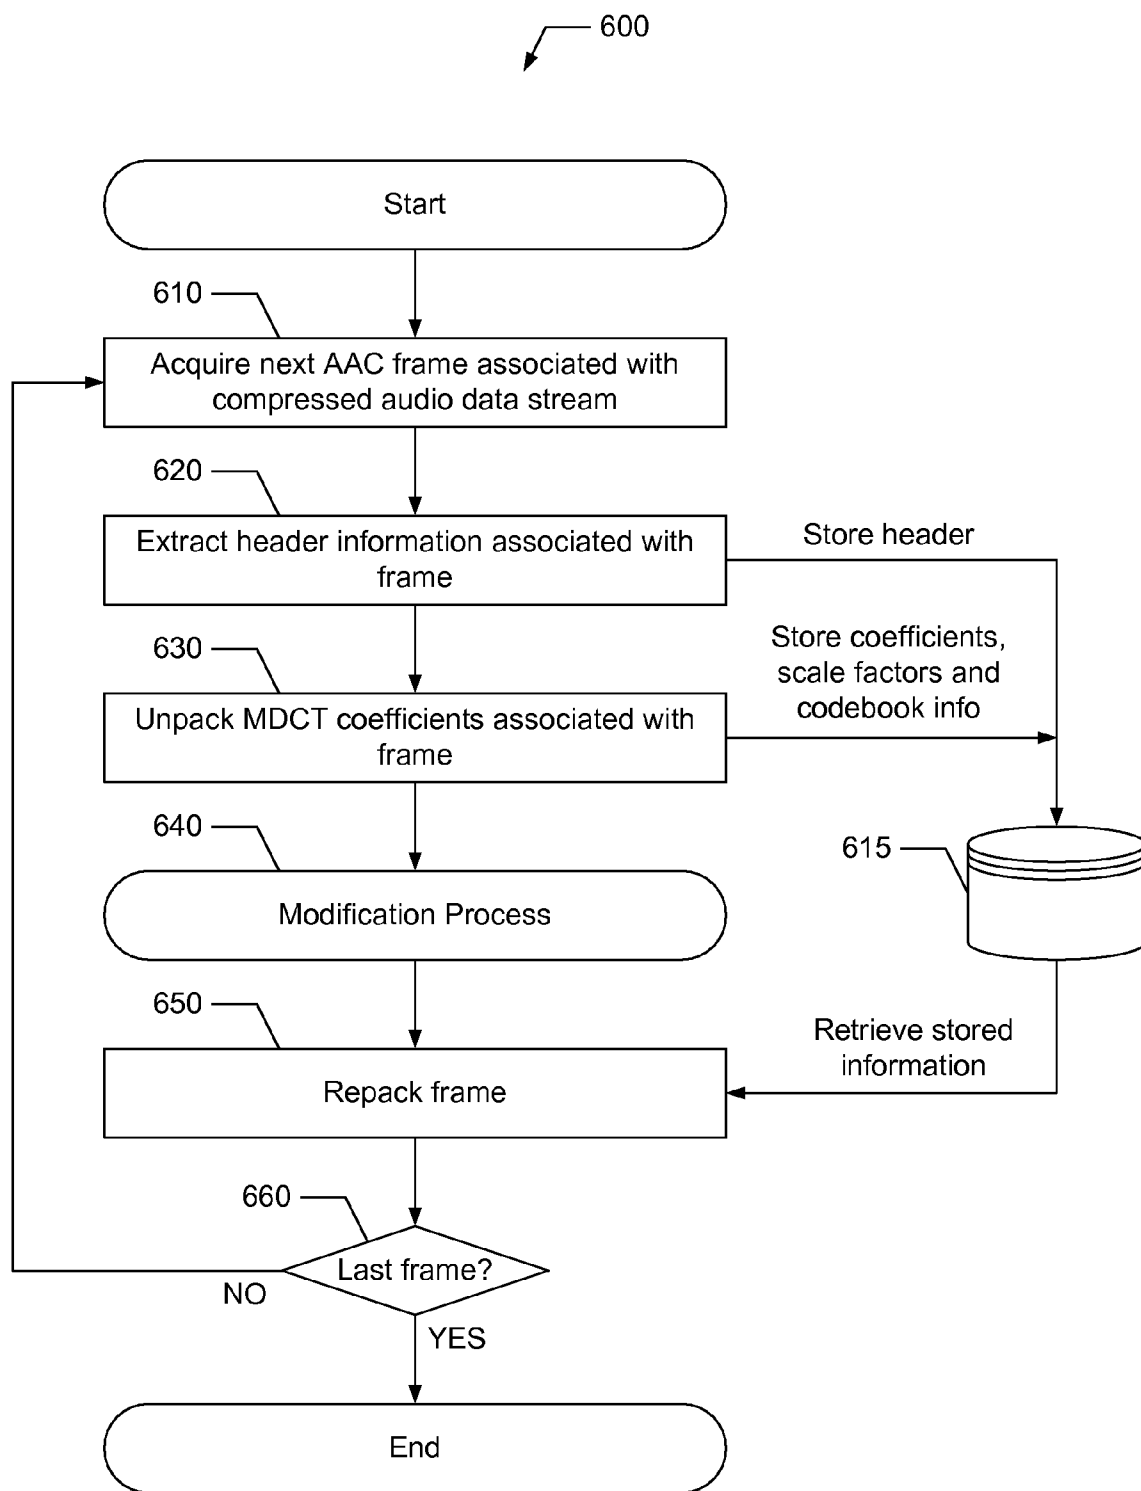 600
Start
610
Acquire next AAC frame associated with
compressed audio data stream
620
Extract header information associated with
frame
Store header
630
Unpack MDCT coefficients associated with
frame
Store coefficients,
scale factors and
codebook info
640
Modification Process
615
650
Repack frame
Retrieve stored
information
660
Last frame?
NO
YES
End